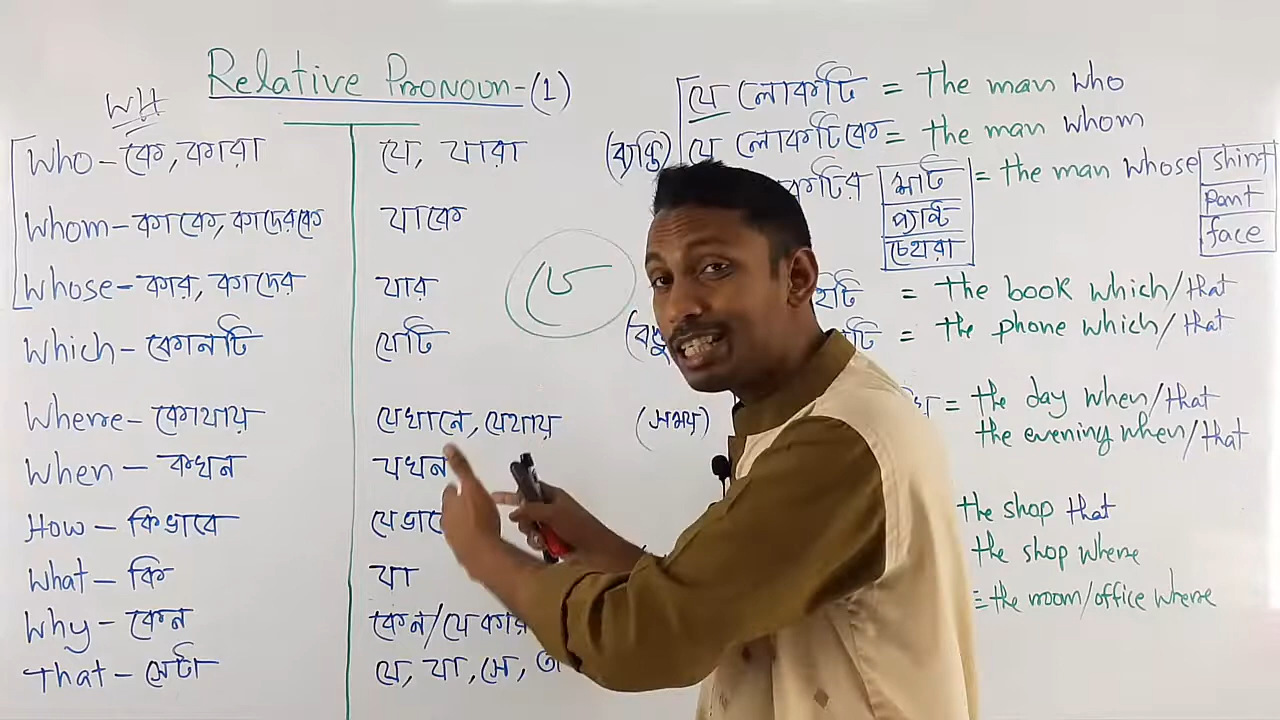 Relative Pronoun-(1)
WH
Who - কে, কারা যে, যারা
Whom - কাকে, কাদেরকে যাকে
Whose - কার, কাদের যার
Which - কোনটি যেটি
Where - কোথায় যেখানে, যেথায়
When - কখন যখন
How - কিভাবে
What - কি যা
Why - কেন কেন/যে
That - সেটা যে, যা, সে,
যে লোকটি = The man who
(ব্যক্তি) যে লোকটিকে = the man whom
শার্ট = the man whose shirt
প্যান্ট pant
চেহারা face
= the book which/that
= the phone which/that
(সময়) = the day when/that
the evening when/that
the shop that
the shop where
= the room/office where